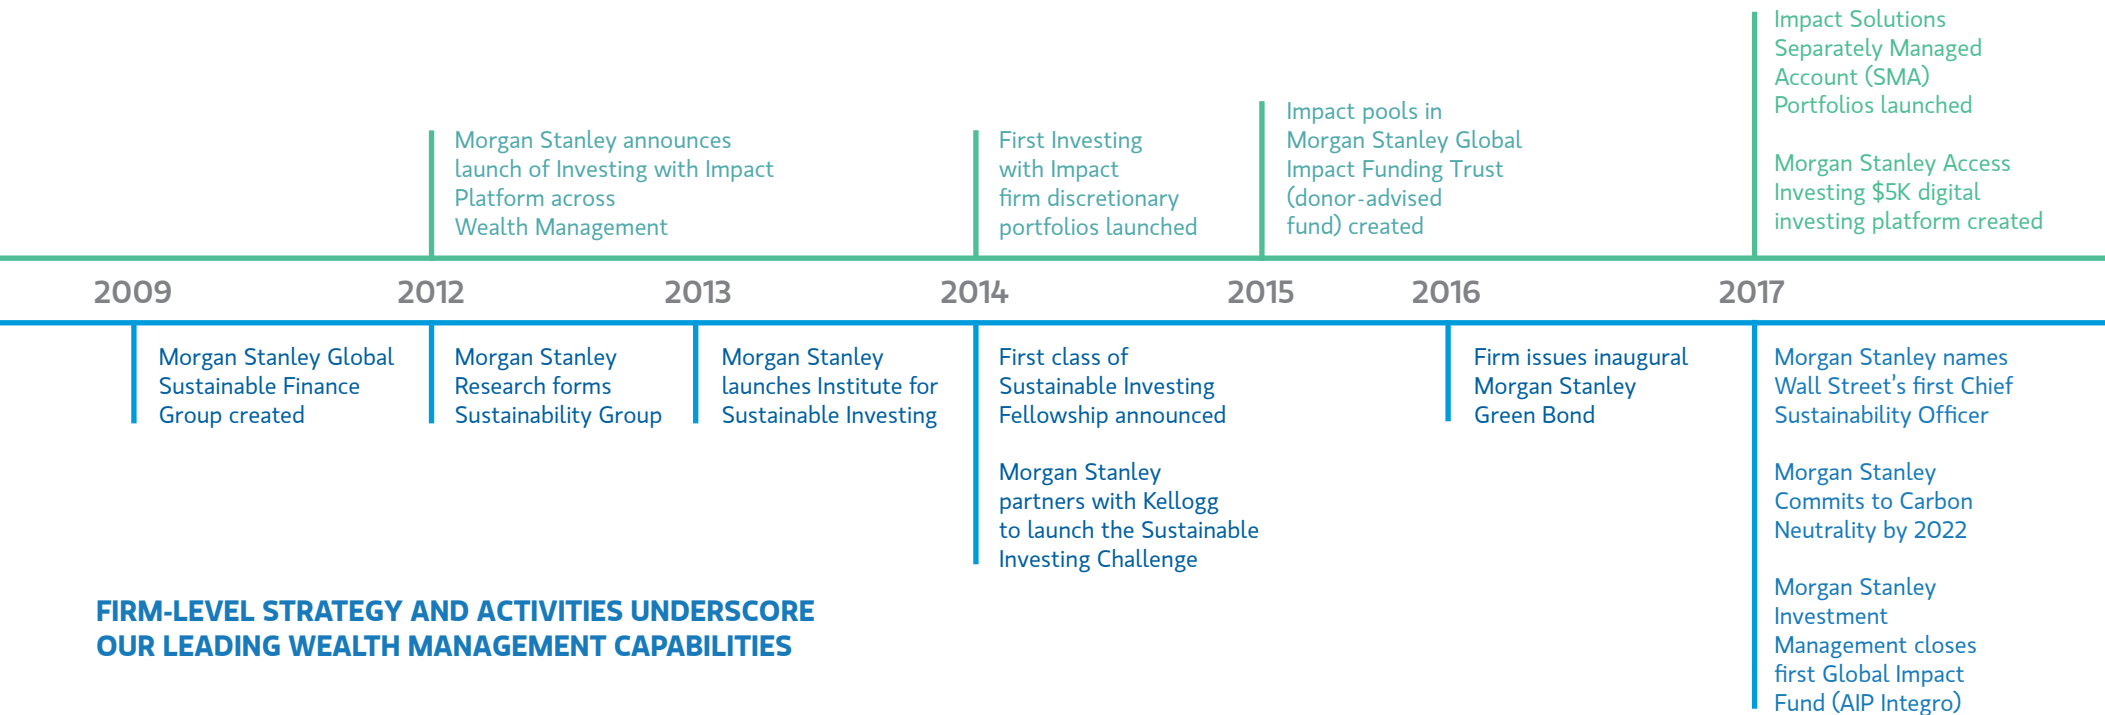 Impact Solutions
Separately Managed
Account (SMA)
Portfolios launched
Morgan Stanley Access
Investing $5K digital
investing platform created
Impact pools in
Morgan Stanley Global
Impact Funding Trust
(donor-advised
fund) created
Morgan Stanley announces
launch of Investing with Impact
Platform across
Wealth Management
First Investing
with Impact
firm discretionary
portfolios launched
2009 2012 2013 2014 2015 2016 2017
Morgan Stanley Global
Sustainable Finance
Group created
Morgan Stanley
Research forms
Sustainability Group
Morgan Stanley
launches Institute for
Sustainable Investing
First class of
Sustainable Investing
Fellowship announced
Morgan Stanley
partners with Kellogg
to launch the Sustainable
Investing Challenge
Firm issues inaugural
Morgan Stanley
Green Bond
Morgan Stanley names
Wall Street’s first Chief
Sustainability Officer
Morgan Stanley
Commits to Carbon
Neutrality by 2022
Morgan Stanley
Investment
Management closes
first Global Impact
Fund (AIP Integro)
FIRM-LEVEL STRATEGY AND ACTIVITIES UNDERSCORE
OUR LEADING WEALTH MANAGEMENT CAPABILITIES